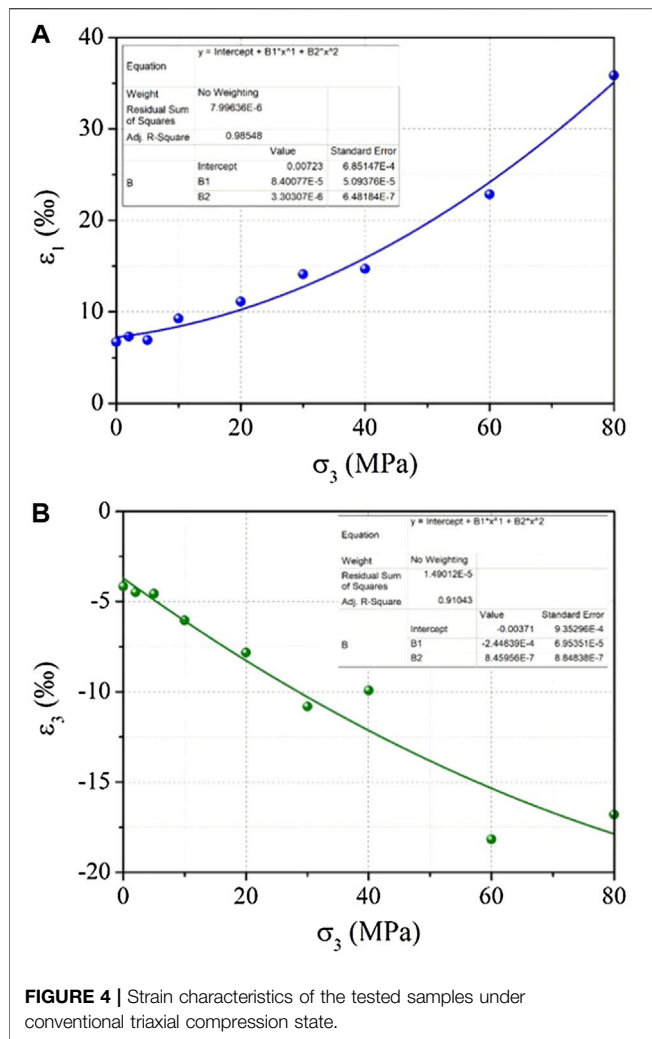 A
40
y = Intercept + B1*x^1 + B2*x^2
Equation
Weight No Weighting
Residual Sum of Squares 7.99636E-6
Adj. R-Square 0.98548
Value Standard Error
Intercept 0.00723 6.85147E-4
B B1 8.40077E-5 5.09376E-5
B2 3.30307E-6 6.48184E-7
30
20
10
0
ε1 (‰)
0 20 40 60 80
σ3 (MPa)
B
0
y = Intercept + B1*x^1 + B2*x^2
Equation
Weight No Weighting
Residual Sum of Squares 1.49012E-5
Adj. R-Square 0.91043
Value Standard Error
Intercept -0.00371 9.35296E-4
B B1 -2.44639E-4 6.95351E-5
B2 8.45956E-7 8.84838E-7
-5
-10
-15
-20
ε3 (‰)
0 20 40 60 80
σ3 (MPa)
FIGURE 4 | Strain characteristics of the tested samples under
conventional triaxial compression state.